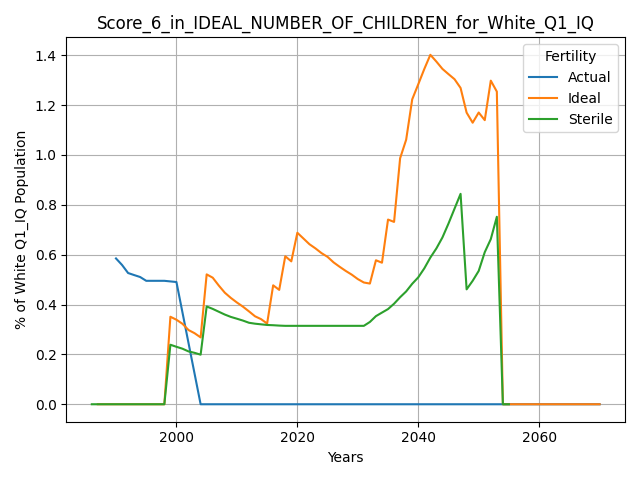 Score_6_in_IDEAL_NUMBER_OF_CHILDREN_for_White_Q1_IQ
Fertility
Actual
Ideal
Sterile
% of White Q1_IQ Population
1.4
1.2
1.0
0.8
0.6
0.4
0.2
0.0
2000 2020 2040 2060
Years